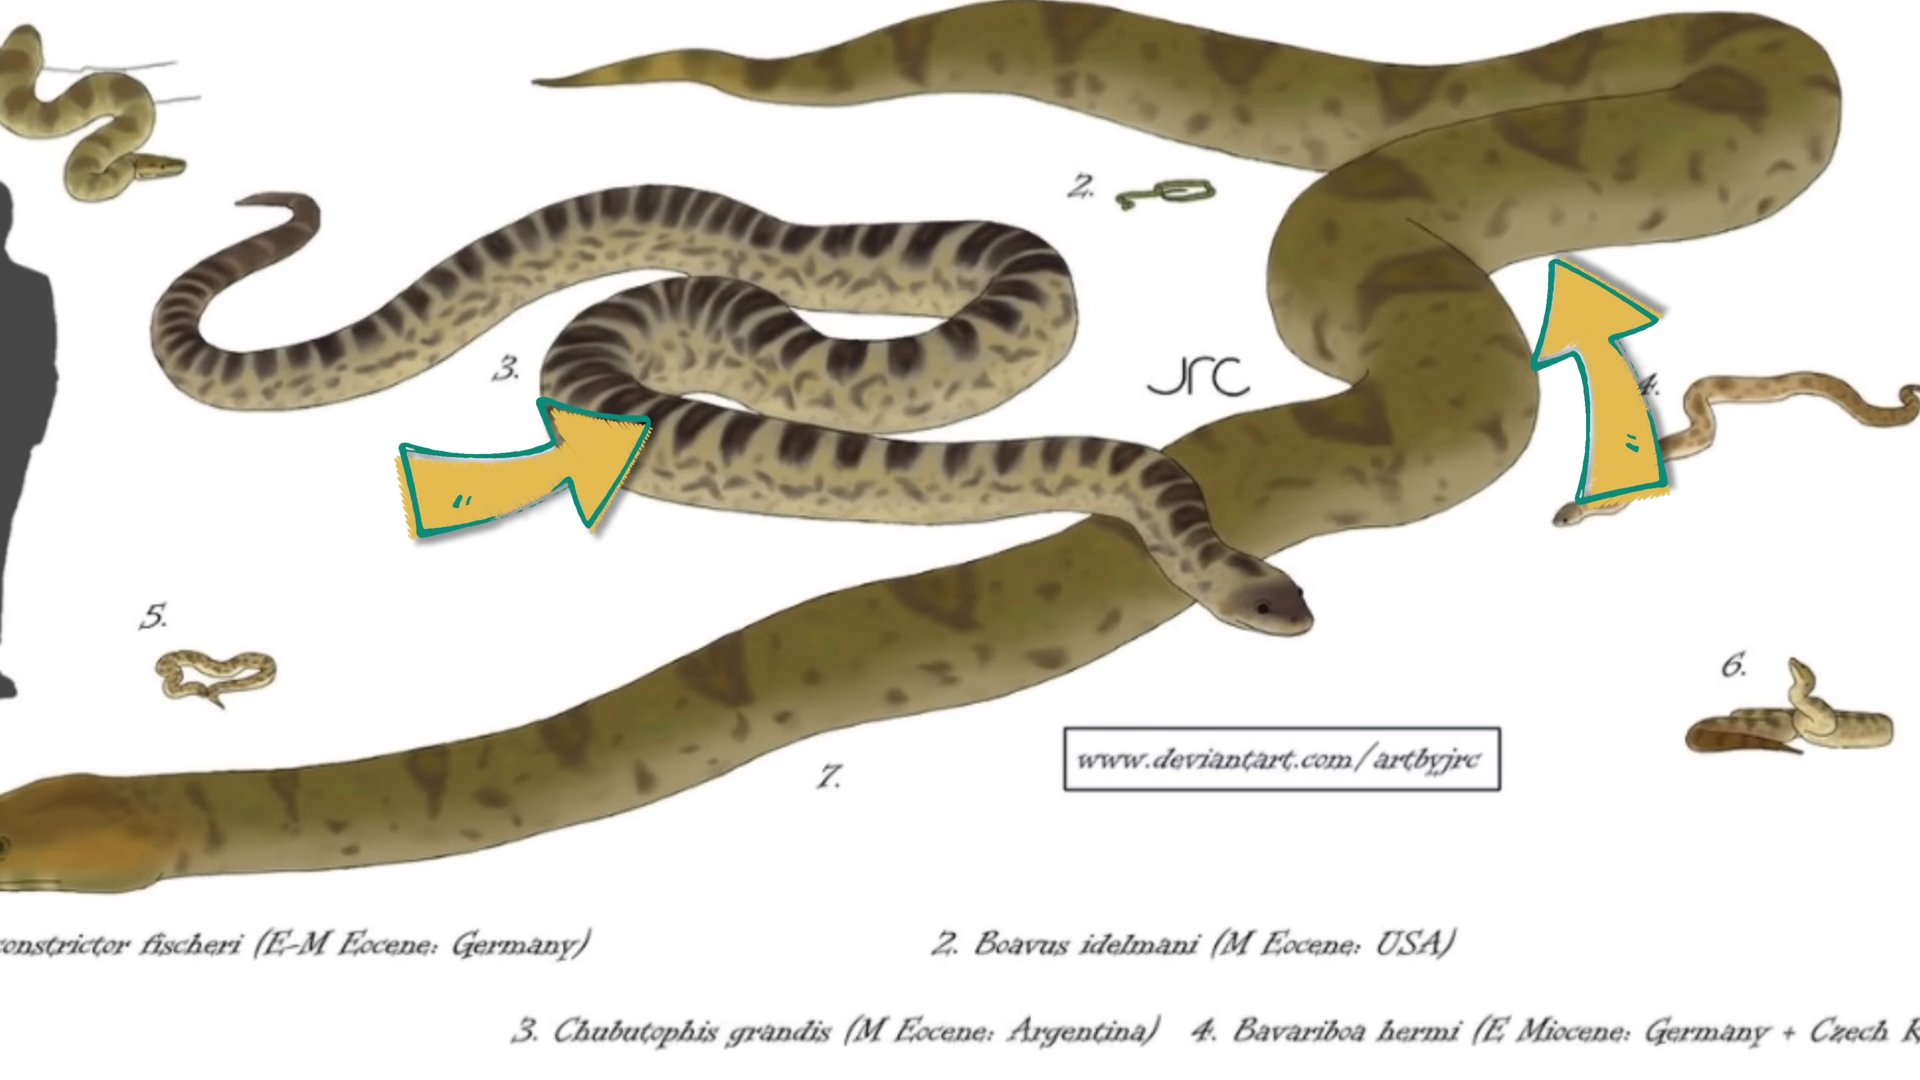 2.
3.
JRC
4.
5.
6.
7.
www.deviantart.com/artbyjrc
constrictor fischeri (E-M Eocene: Germany)
2. Boavus idelmani (M Eocene: USA)
3. Chubutophis grandis (M Eocene: Argentina) 4. Bavariboa hermi (E Miocene: Germany + Czech